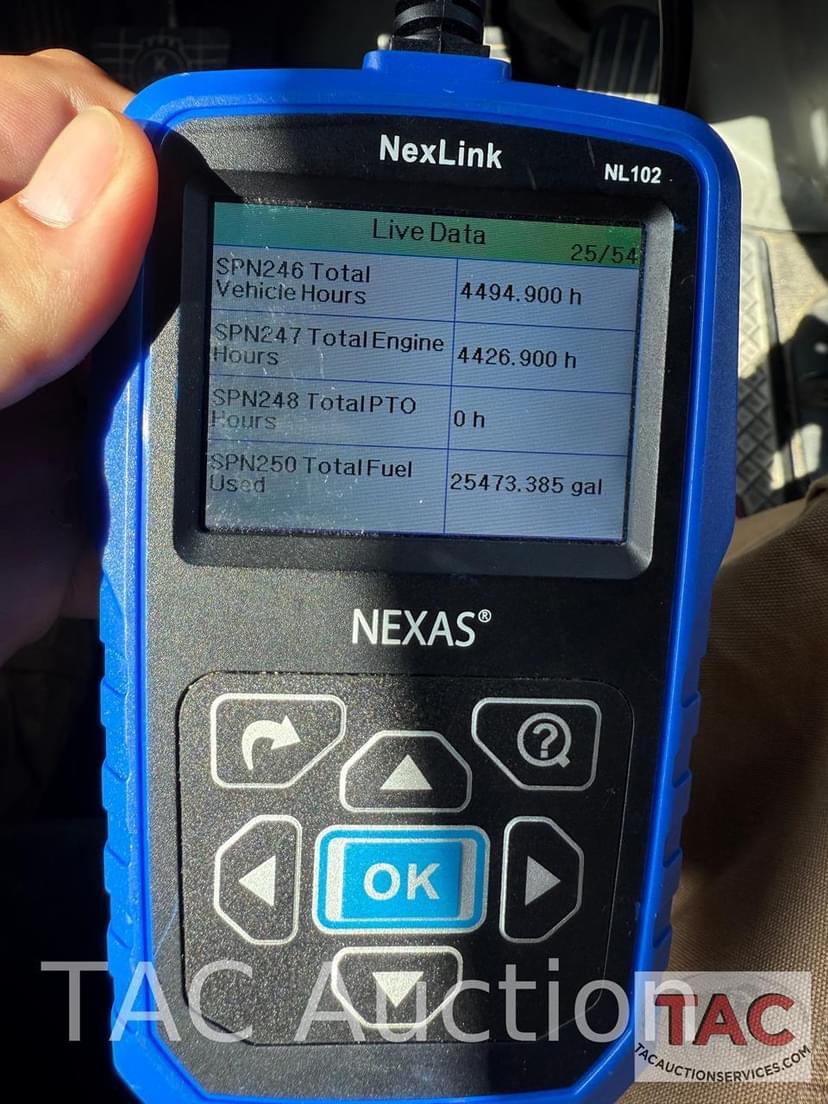 NexLink
NL102
Live Data
25/54
SPN246 Total
Vehicle Hours
4494.900 h
SPN247 Total Engine
Hours
4426.900 h
SPN248 Total PTO
Hours
0 h
SPN250 Total Fuel
Used
25473.385 gal
NEXAS®
?
OK
TAC Auction
TAC
TACAUCTIONSERVICES.COM